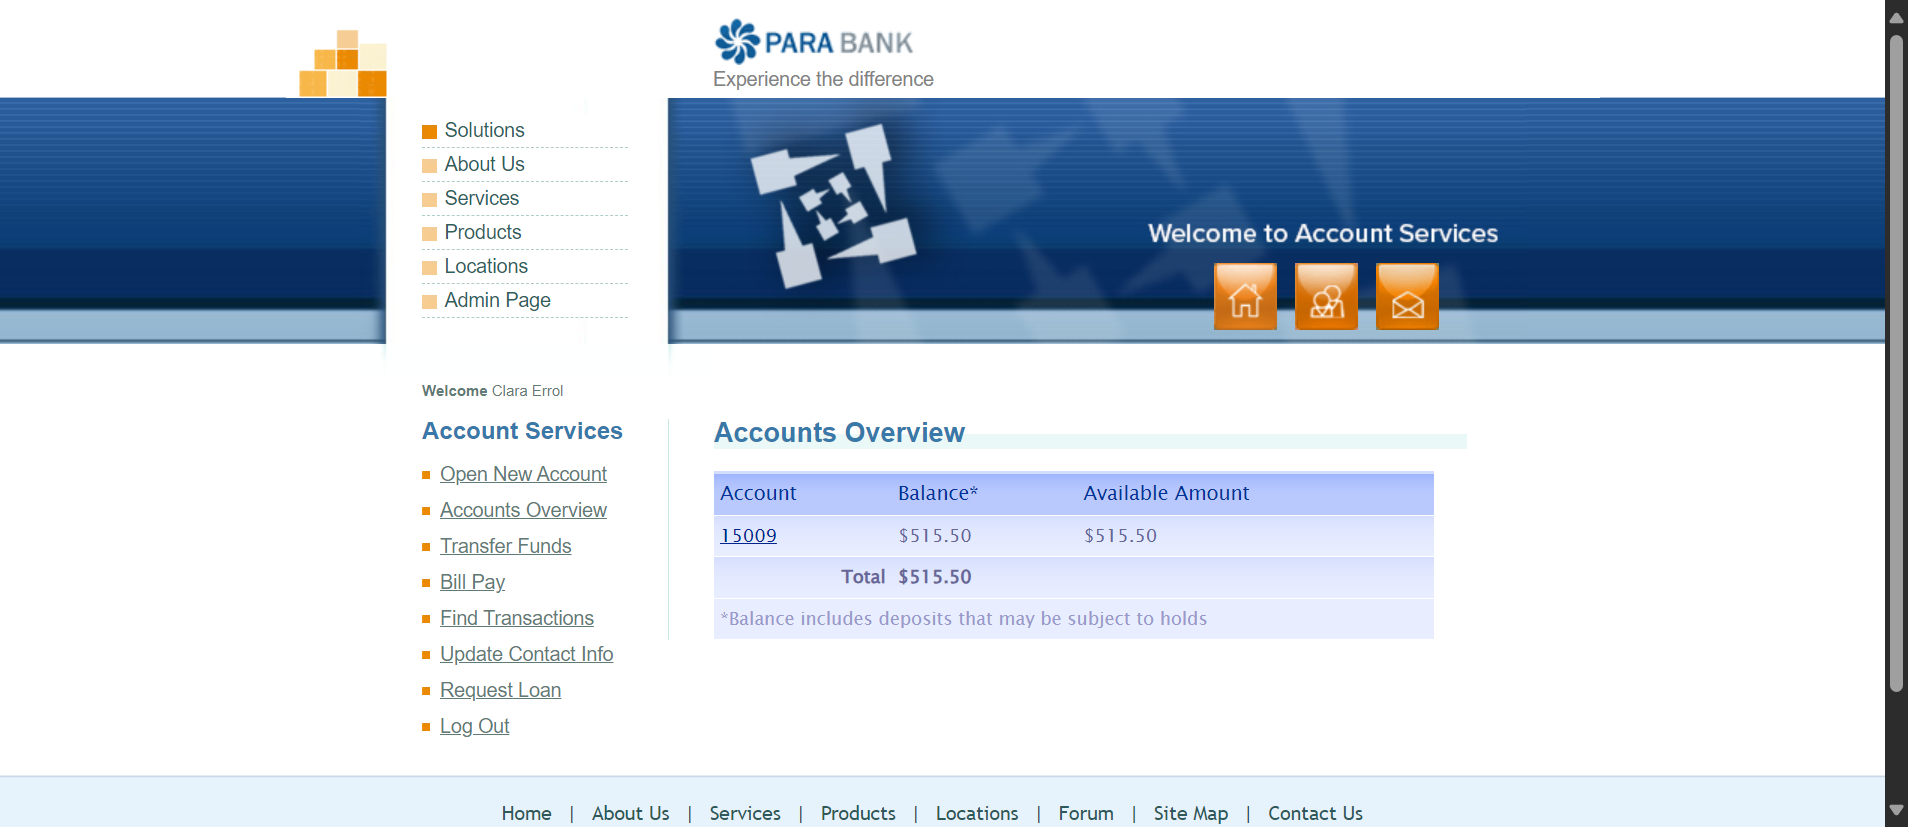 PARA BANK
Experience the difference
Solutions
About Us
Services
Products
Locations
Admin Page
Welcome to Account Services
Welcome Clara Errol
Account Services
Open New Account
Accounts Overview
Transfer Funds
Bill Pay
Find Transactions
Update Contact Info
Request Loan
Log Out
Accounts Overview
Account Balance* Available Amount
15009 $515.50 $515.50
Total $515.50
*Balance includes deposits that may be subject to holds
Home | About Us | Services | Products | Locations | Forum | Site Map | Contact Us